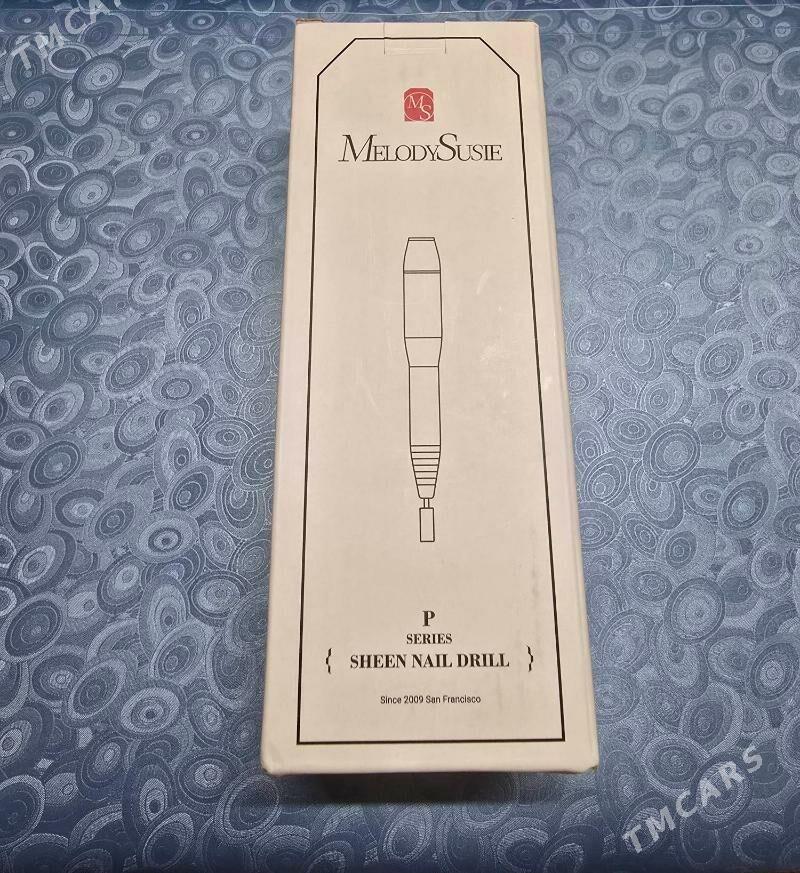 TMCARS
MS
MELODYSUSIE
P
SERIES
{ SHEEN NAIL DRILL }
Since 2009 San Francisco
TMCARS